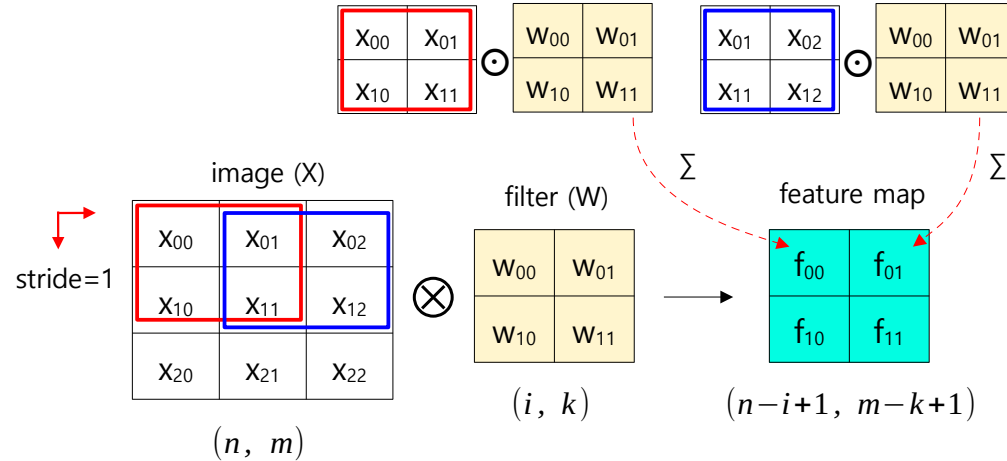 x₀₀ x₀₁ ⊙ w₀₀ w₀₁
x₁₀ x₁₁ w₁₀ w₁₁
x₀₁ x₀₂ ⊙ w₀₀ w₀₁
x₁₁ x₁₂ w₁₀ w₁₁
∑
∑
image (X)
filter (W)
feature map
stride=1
x₀₀ x₀₁ x₀₂
x₁₀ x₁₁ x₁₂
x₂₀ x₂₁ x₂₂
⊗
w₀₀ w₀₁
w₁₀ w₁₁
f₀₀ f₀₁
f₁₀ f₁₁
(n, m)
(i, k)
(n−i+1, m−k+1)